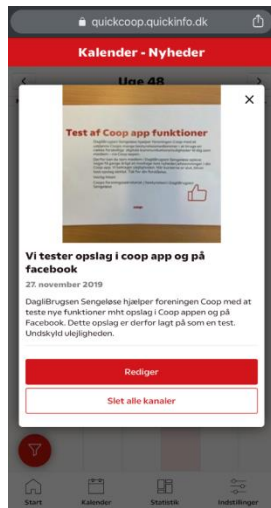 quickcoop.quickinfo.dk
Kalender - Nyheder
Uge 48
Test af Coop app funktioner
Vi tester opslag i coop app og på
facebook
27. november 2019
DagliBrugsen Sengeløse hjælper foreningen Coop med at
teste nye funktioner mht opslag i Coop appen og på
Facebook. Dette opslag er derfor lagt på som en test.
Undskyld ulejligheden.
Rediger
Slet alle kanaler
Start
Kalender
Statistik
Indstillinger